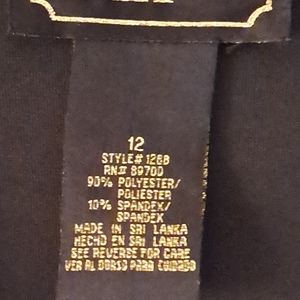 12
STYLE# 1268
RN# 89700
90% POLYESTER/
POLIESTER
10% SPANDEX/
SPANDEX
MADE IN SRI LANKA
HECHO EN SRI LANKA
SEE REVERSE FOR CARE
VER AL DORSO PARA CUIDADO